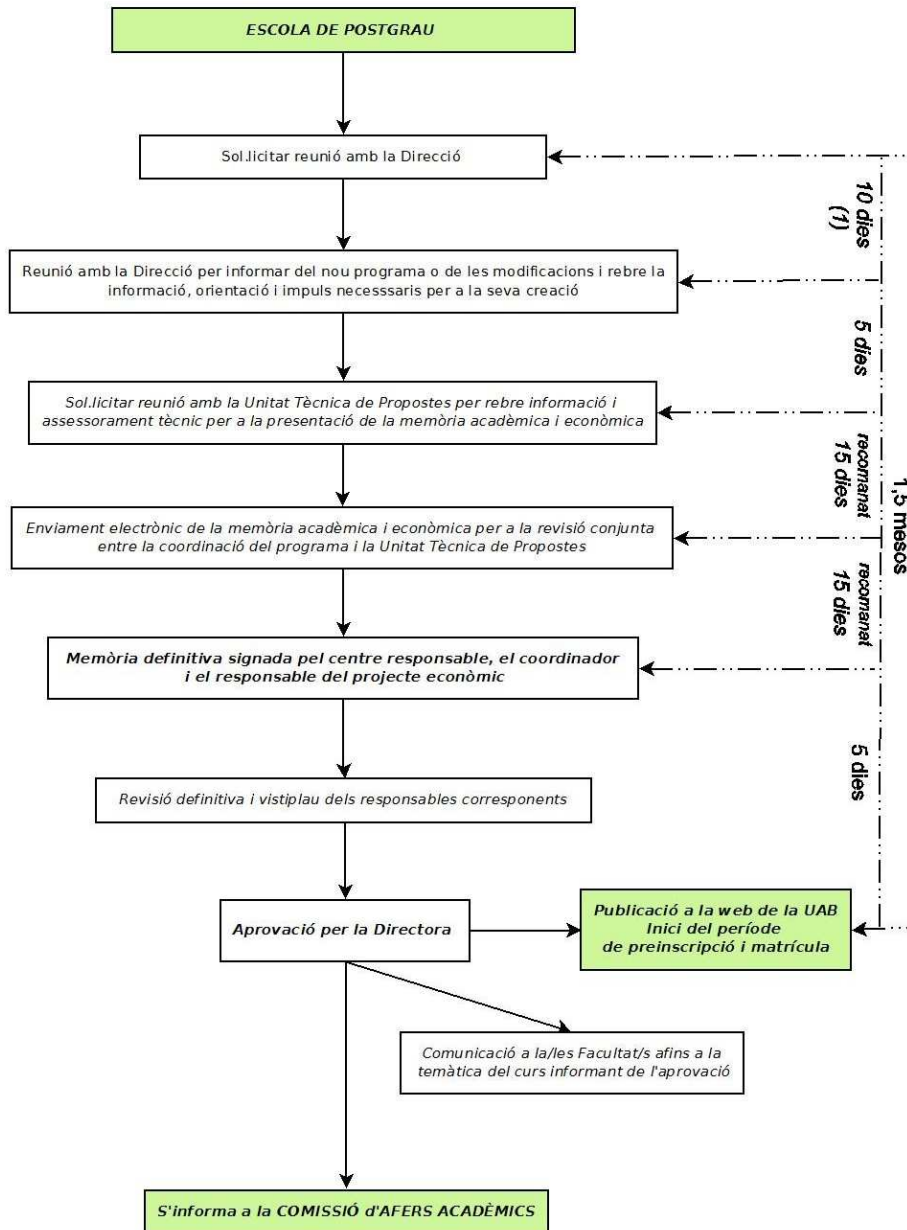 ESCOLA DE POSTGRAU
Sol.licitar reunió amb la Direcció
10 dies
(1)
Reunió amb la Direcció per informar del nou programa o de les modificacions i rebre la
informació, orientació i impuls necesssaris per a la seva creació
5 dies
Sol.licitar reunió amb la Unitat Tècnica de Propostes per rebre informació i
assessorament tècnic per a la presentació de la memòria acadèmica i econòmica
recomanat
15 dies
1,5 mesos
Enviament electrònic de la memòria acadèmica i econòmica per a la revisió conjunta
entre la coordinació del programa i la Unitat Tècnica de Propostes
recomanat
15 dies
Memòria definitiva signada pel centre responsable, el coordinador
i el responsable del projecte econòmic
5 dies
Revisió definitiva i vistiplau dels responsables corresponents
Aprovació per la Directora
Publicació a la web de la UAB
Inici del període
de preinscripció i matrícula
Comunicació a la/les Facultat/s afins a la
temàtica del curs informant de l'aprovació
S'informa a la COMISSIÓ d'AFERS ACADÈMICS